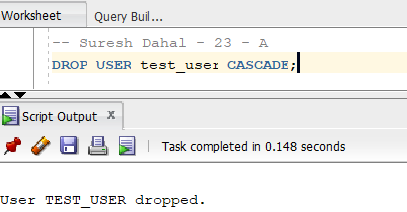 Worksheet Query Buil...
-- Suresh Dahal - 23 - A
DROP USER test_user CASCADE;
Script Output x
Task completed in 0.148 seconds
User TEST_USER dropped.